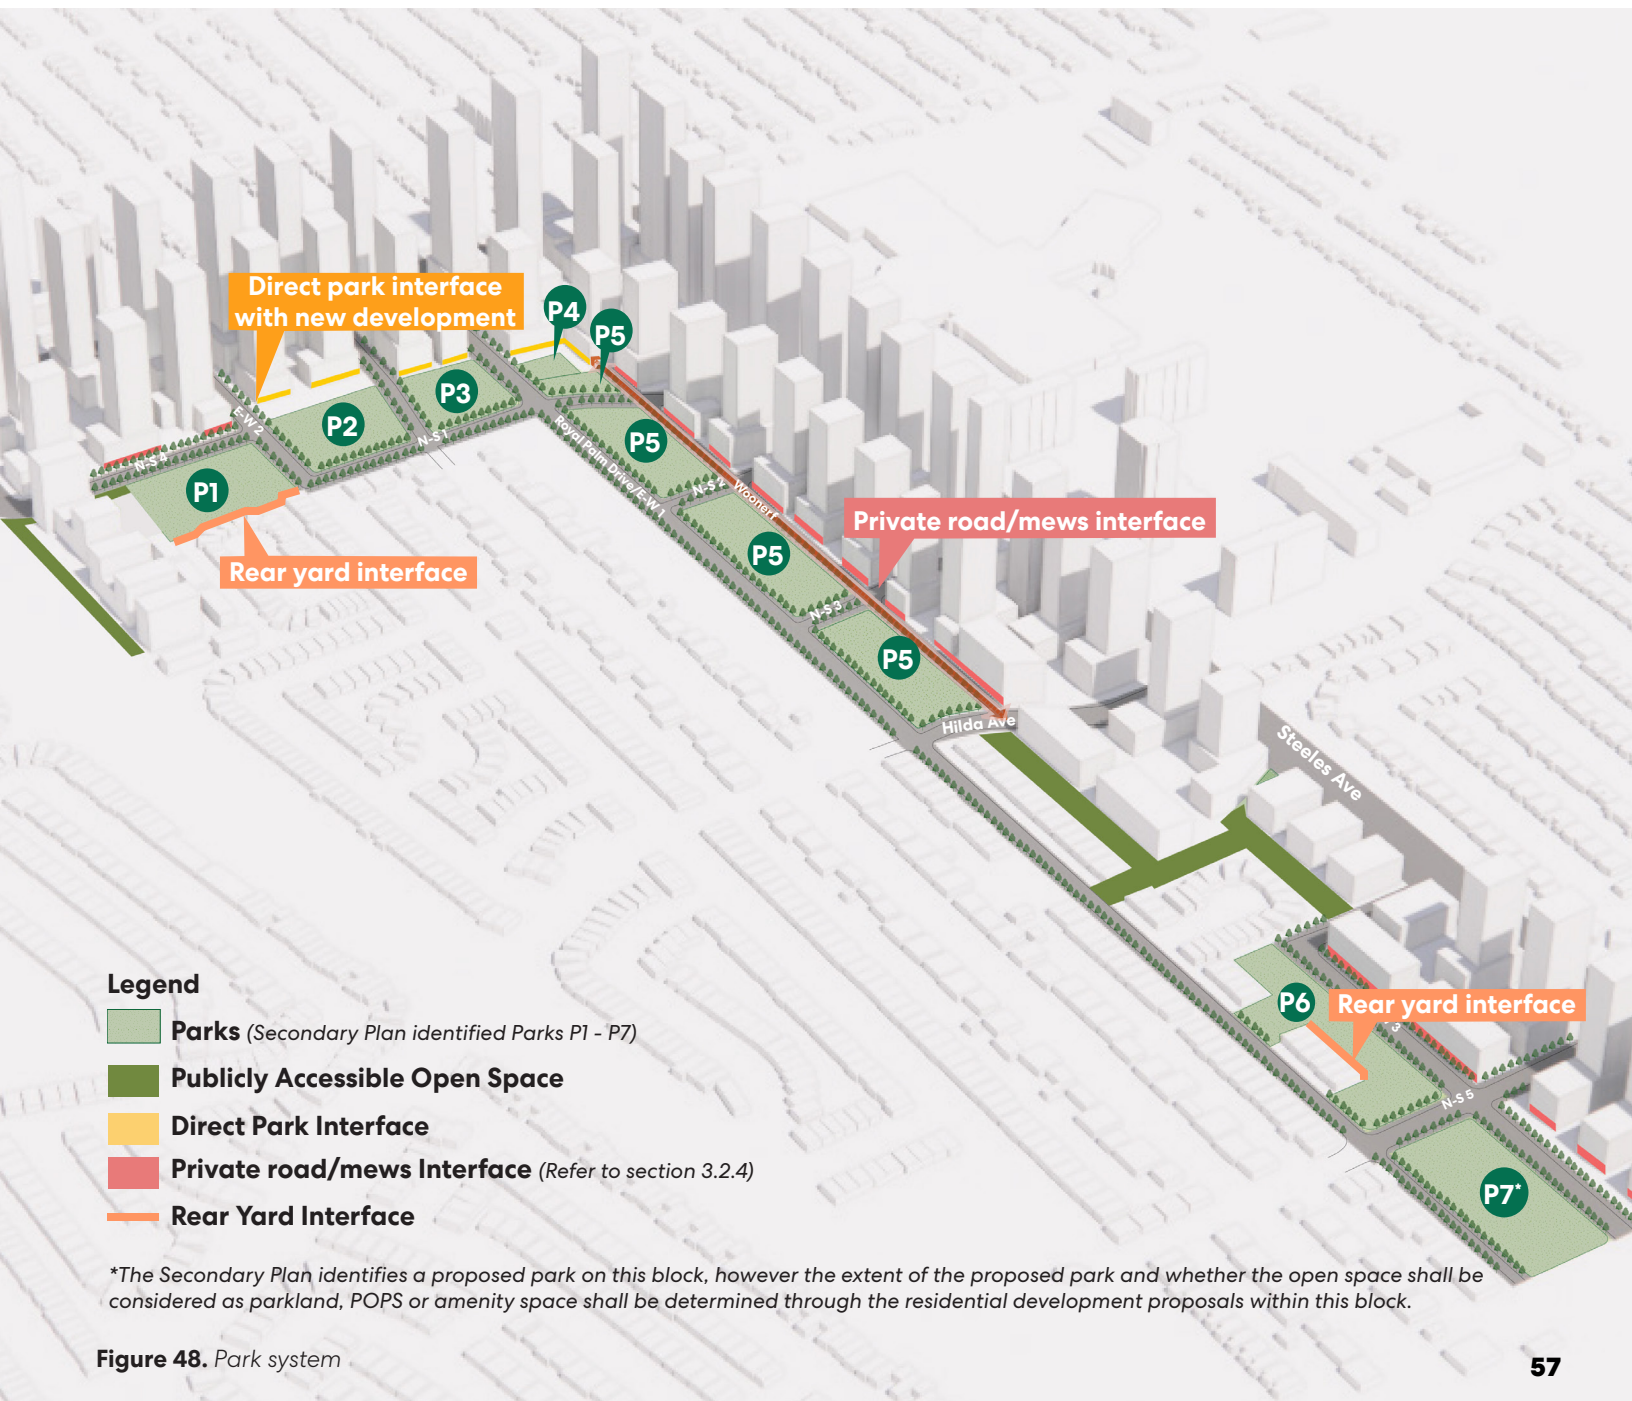 Direct park interface
with new development
P4
P5
P3
P2
E-W 2
N-S 1
P5
Royal Palm Drive/E-W 1
N-S 4
P1
N-S 2
Woonerf
Private road/mews interface
P5
Rear yard interface
N-S 3
P5
Hilda Ave
Steeles Ave
P6
Rear yard interface
3
N-S 5
P7*
Legend
Parks (Secondary Plan identified Parks P1 - P7)
Publicly Accessible Open Space
Direct Park Interface
Private road/mews Interface (Refer to section 3.2.4)
Rear Yard Interface
*The Secondary Plan identifies a proposed park on this block, however the extent of the proposed park and whether the open space shall be
considered as parkland, POPS or amenity space shall be determined through the residential development proposals within this block.
Figure 48. Park system
57